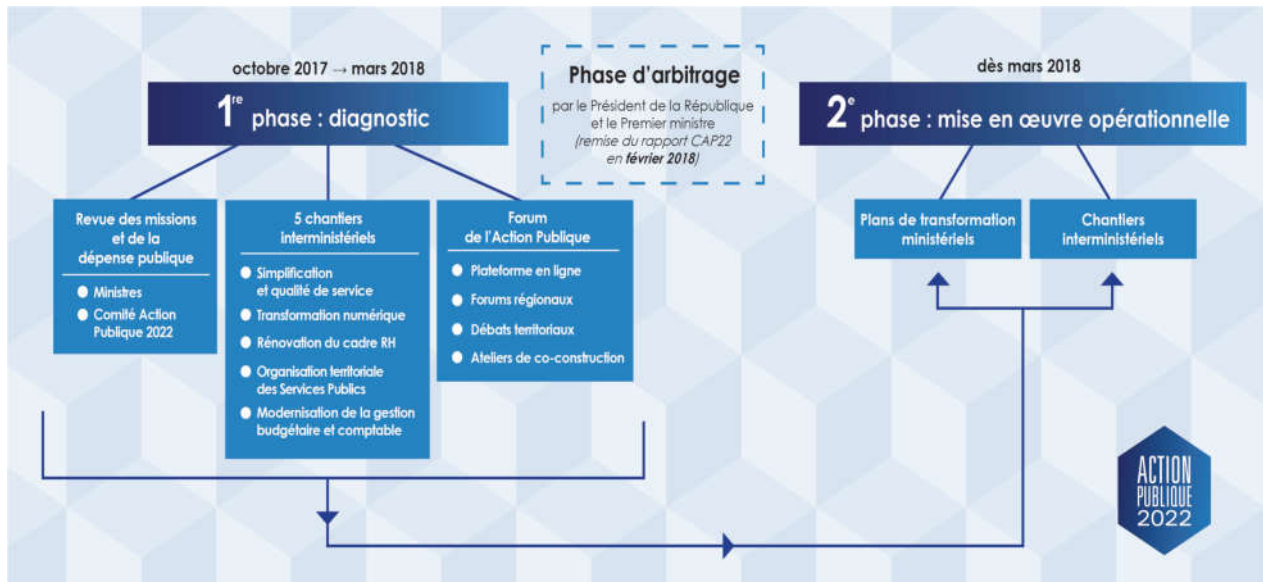 octobre 2017 → mars 2018
1re phase : diagnostic
Revue des missions
et de la
dépense publique
● Ministres
● Comité Action
Publique 2022
5 chantiers
interministériels
● Simplification
et qualité de service
● Transformation numérique
● Rénovation du cadre RH
● Organisation territoriale
des Services Publics
● Modernisation de la gestion
budgétaire et comptable
Forum
de l'Action Publique
● Plateforme en ligne
● Forums régionaux
● Débats territoriaux
● Ateliers de co-construction
Phase d'arbitrage
par le Président de la République
et le Premier ministre
(remise du rapport CAP22
en février 2018)
dès mars 2018
2e phase : mise en œuvre opérationnelle
Plans de transformation
ministériels
Chantiers
interministériels
ACTION
PUBLIQUE
2022